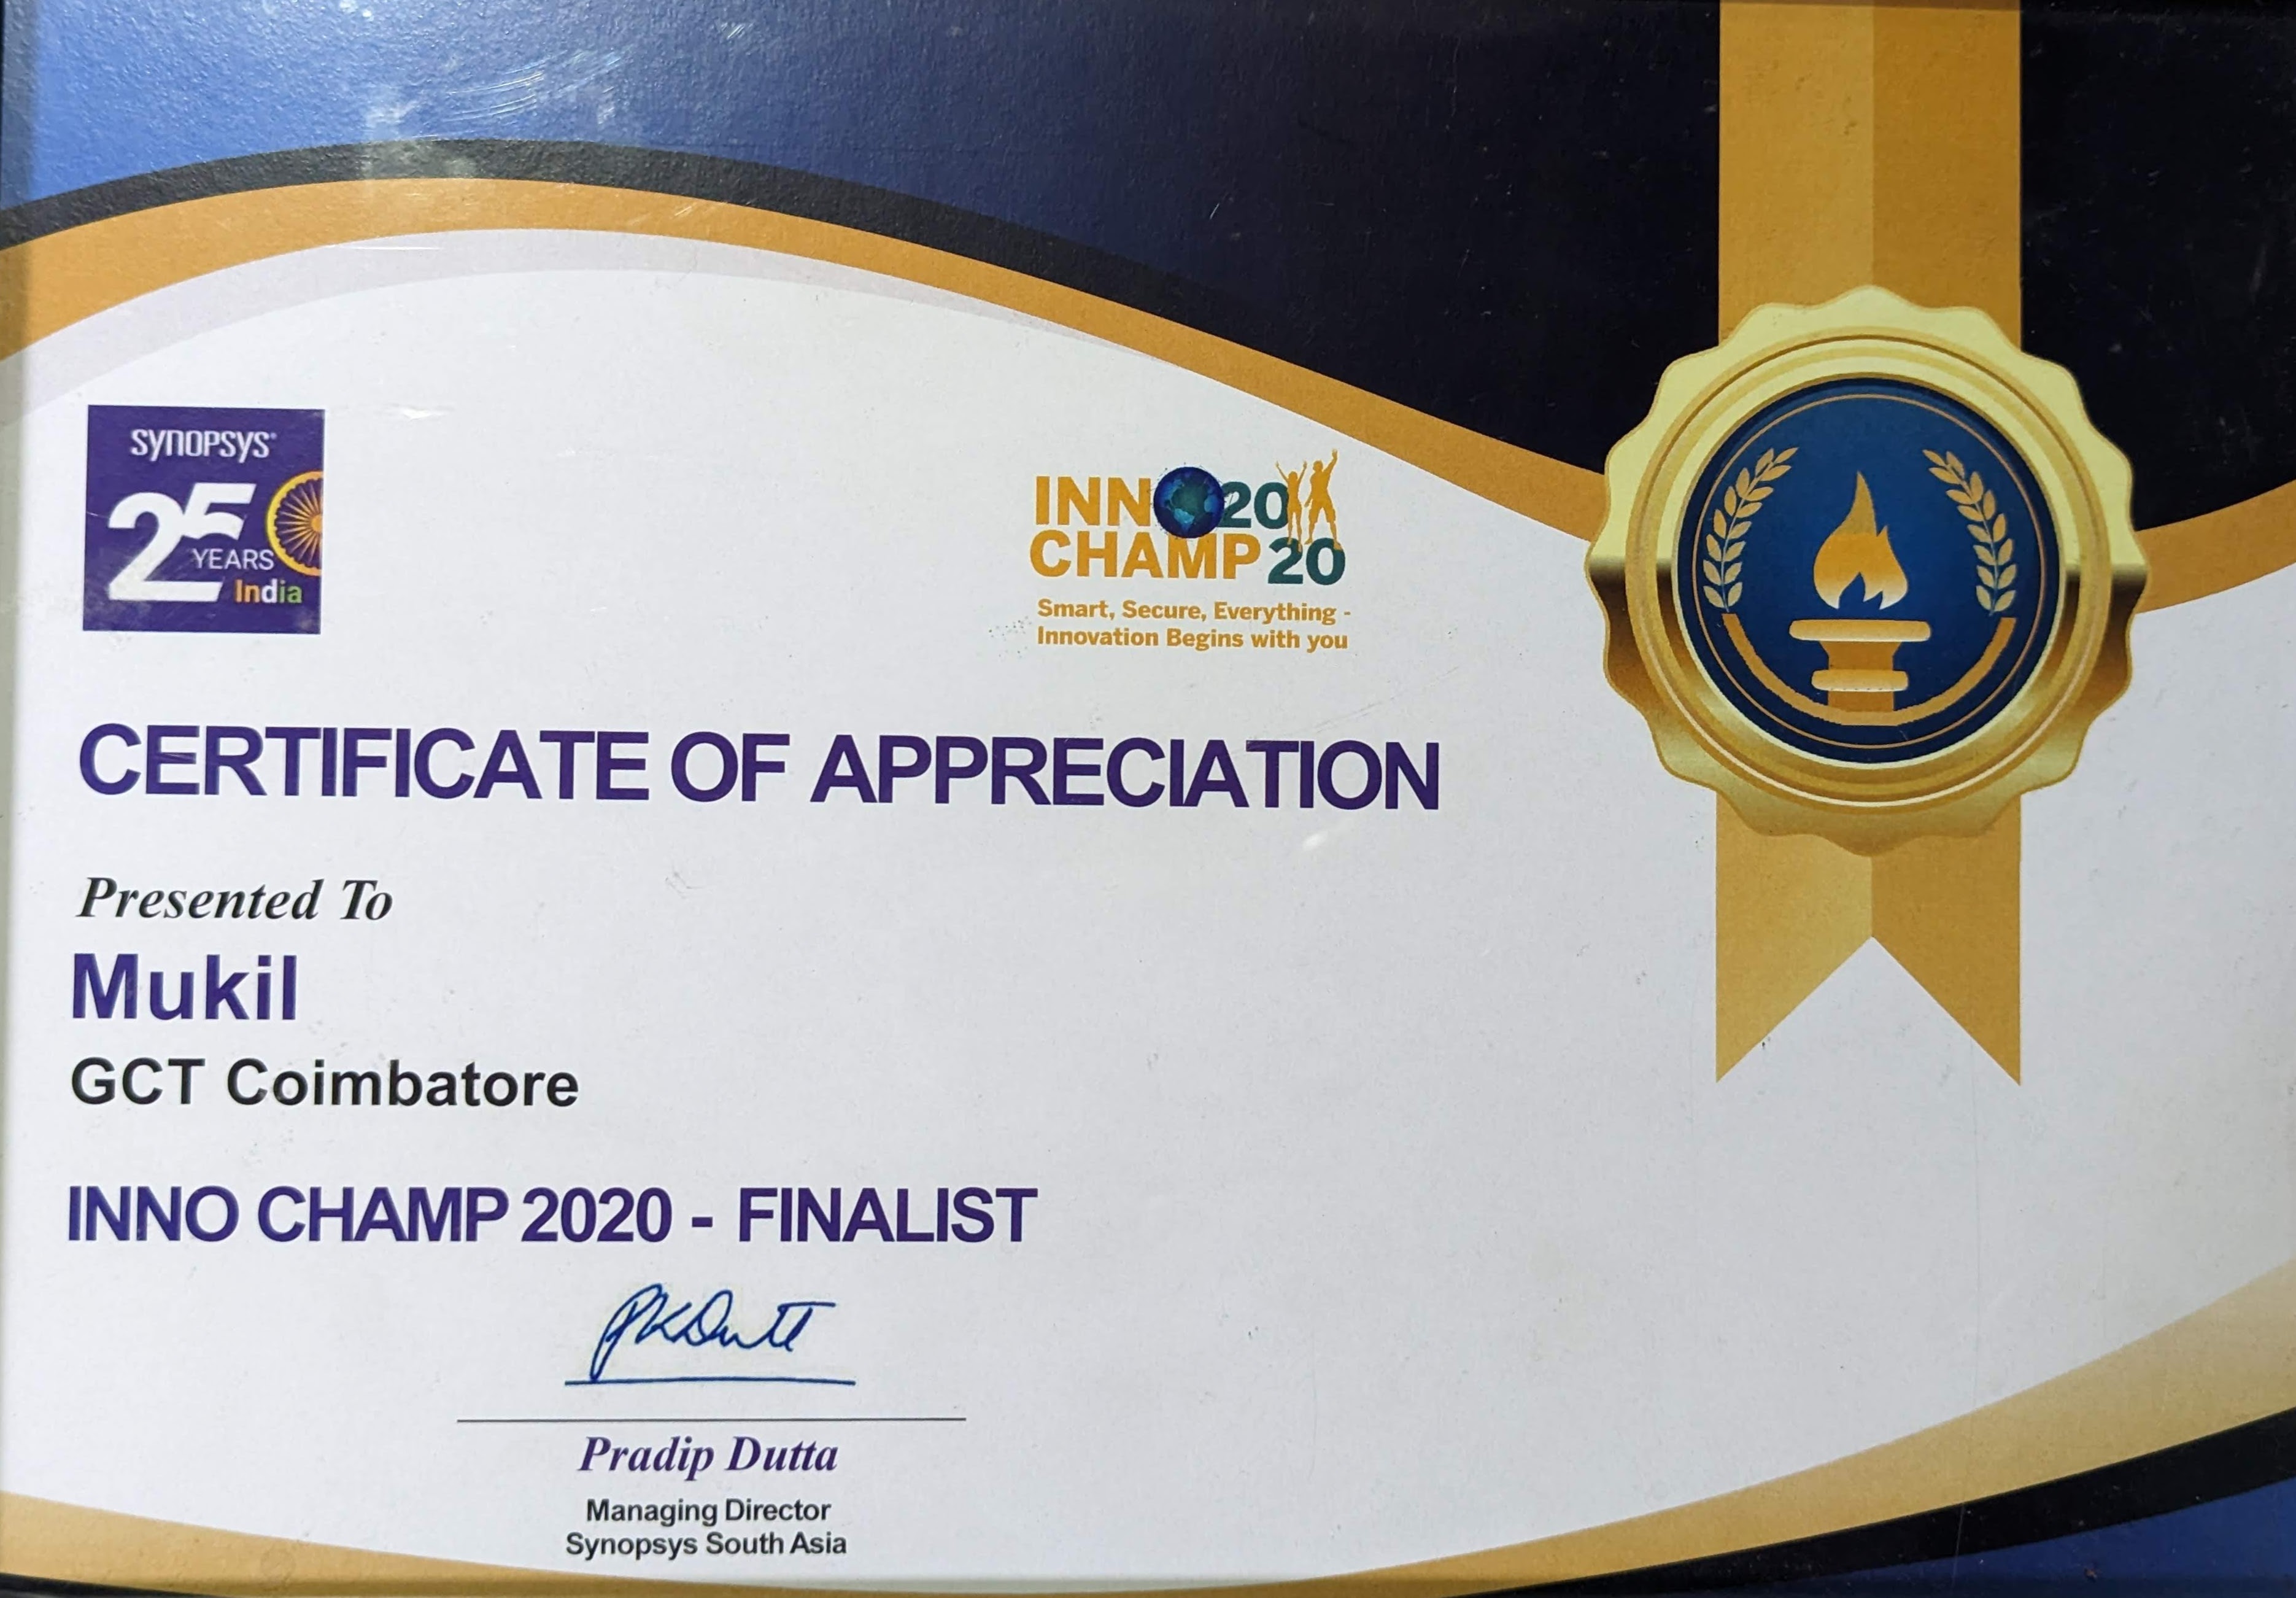 SYNOPSYS®
25
YEARS
India
INNO 20
CHAMP 20
Smart, Secure, Everything -
Innovation Begins with you
CERTIFICATE OF APPRECIATION
Presented To
Mukil
GCT Coimbatore
INNO CHAMP 2020 - FINALIST
PKDutta
Pradip Dutta
Managing Director
Synopsys South Asia